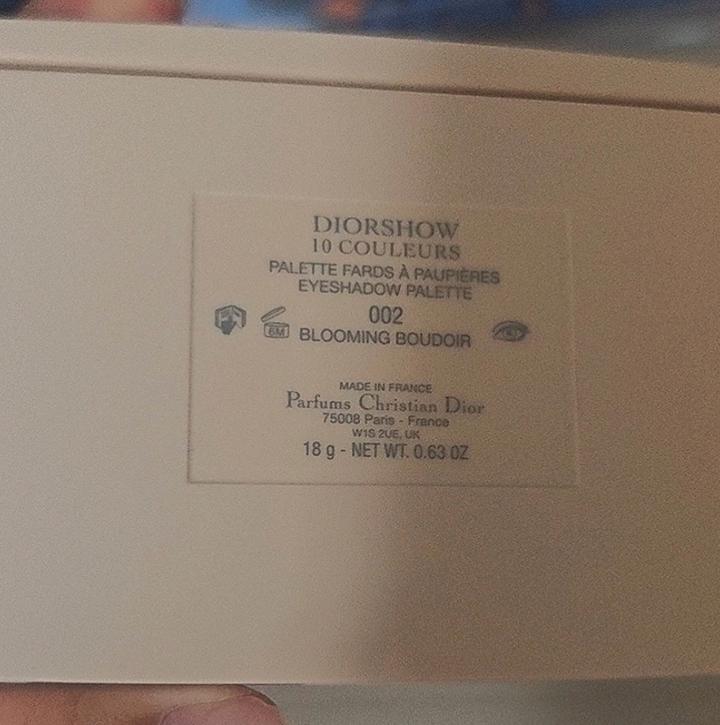 DIORSHOW
10 COULEURS
PALETTE FARDS À PAUPIÈRES
EYESHADOW PALETTE
002
6M
BLOOMING BOUDOIR
MADE IN FRANCE
Parfums Christian Dior
75008 Paris - France
W1S 2UE, UK
18 g - NET WT. 0.63 OZ